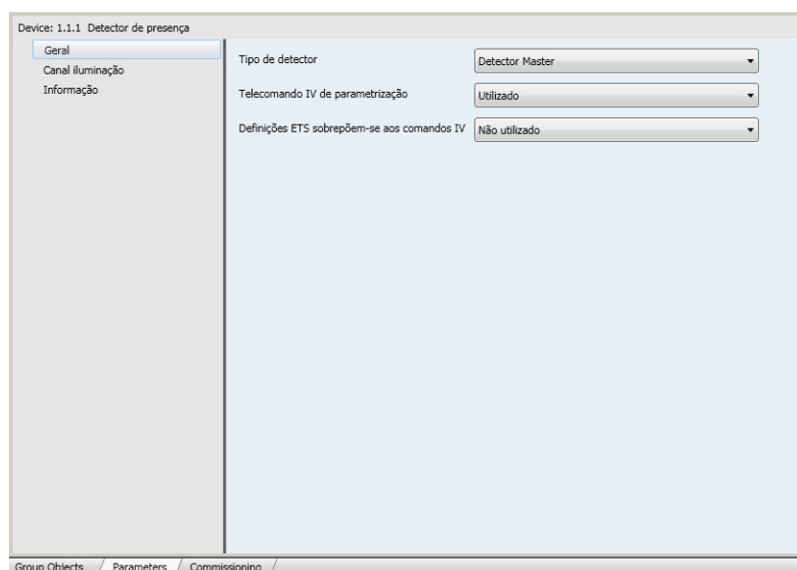 Device: 1.1.1 Detector de presença
Geral
Canal iluminação
Informação
Tipo de detector
Detector Master
Telecomando IV de parametrização
Utilizado
Definições ETS sobrepõem-se aos comandos IV
Não utilizado
Group Objects
Parameters
Commissioning